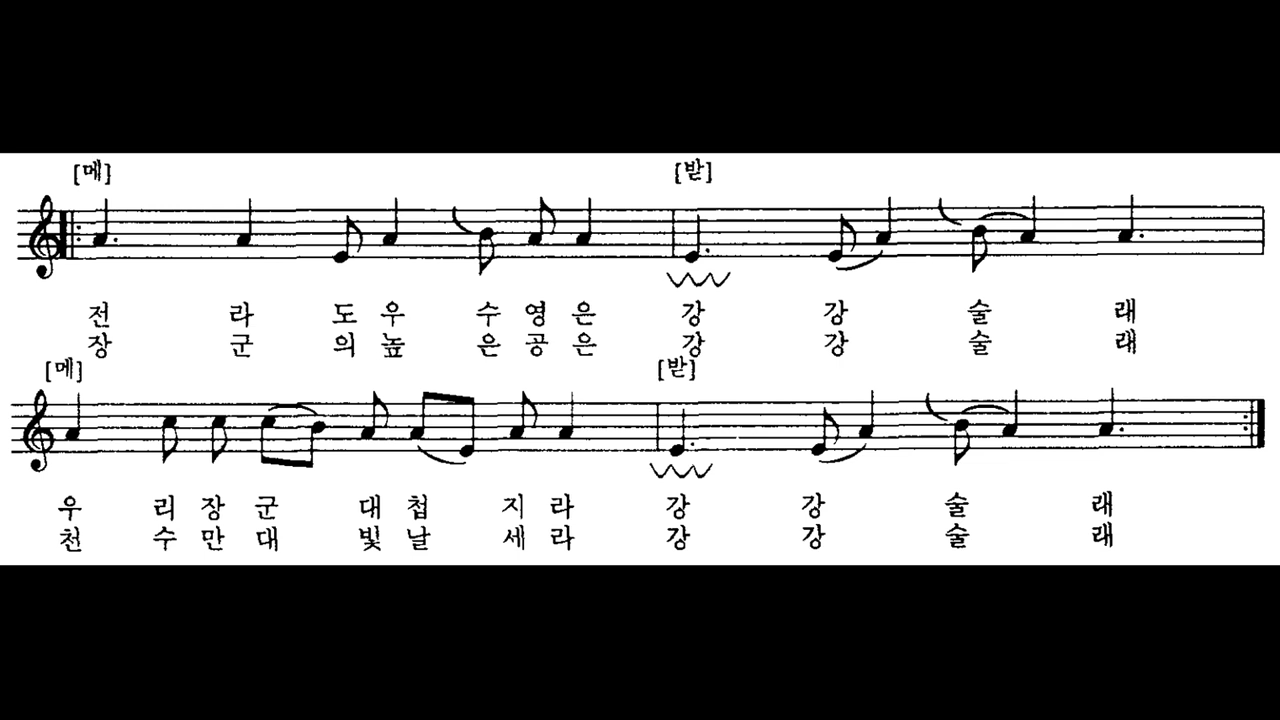 [메] [받]
전 라 도 우 수 영 은 강 강 술 래
장 군 의 높 은 공 은 강 강 술 래
[메] [받]
우 리 장 군 대 첩 지 라 강 강 술 래
천 수 만 대 빛 날 세 라 강 강 술 래